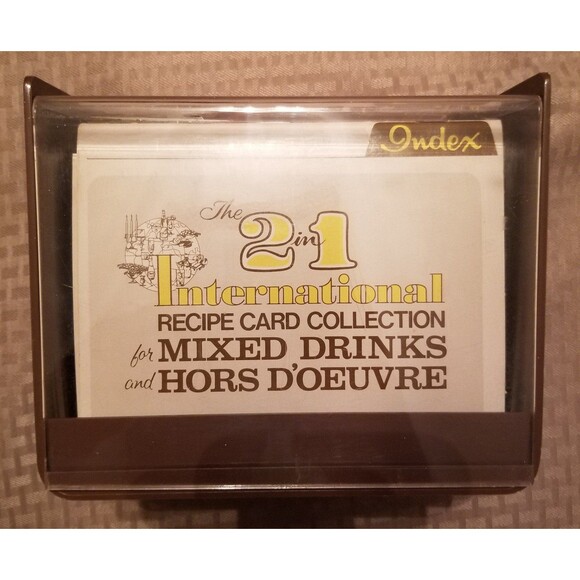 Index
The 2 in 1
International
RECIPE CARD COLLECTION
for MIXED DRINKS
and HORS D'OEUVRE